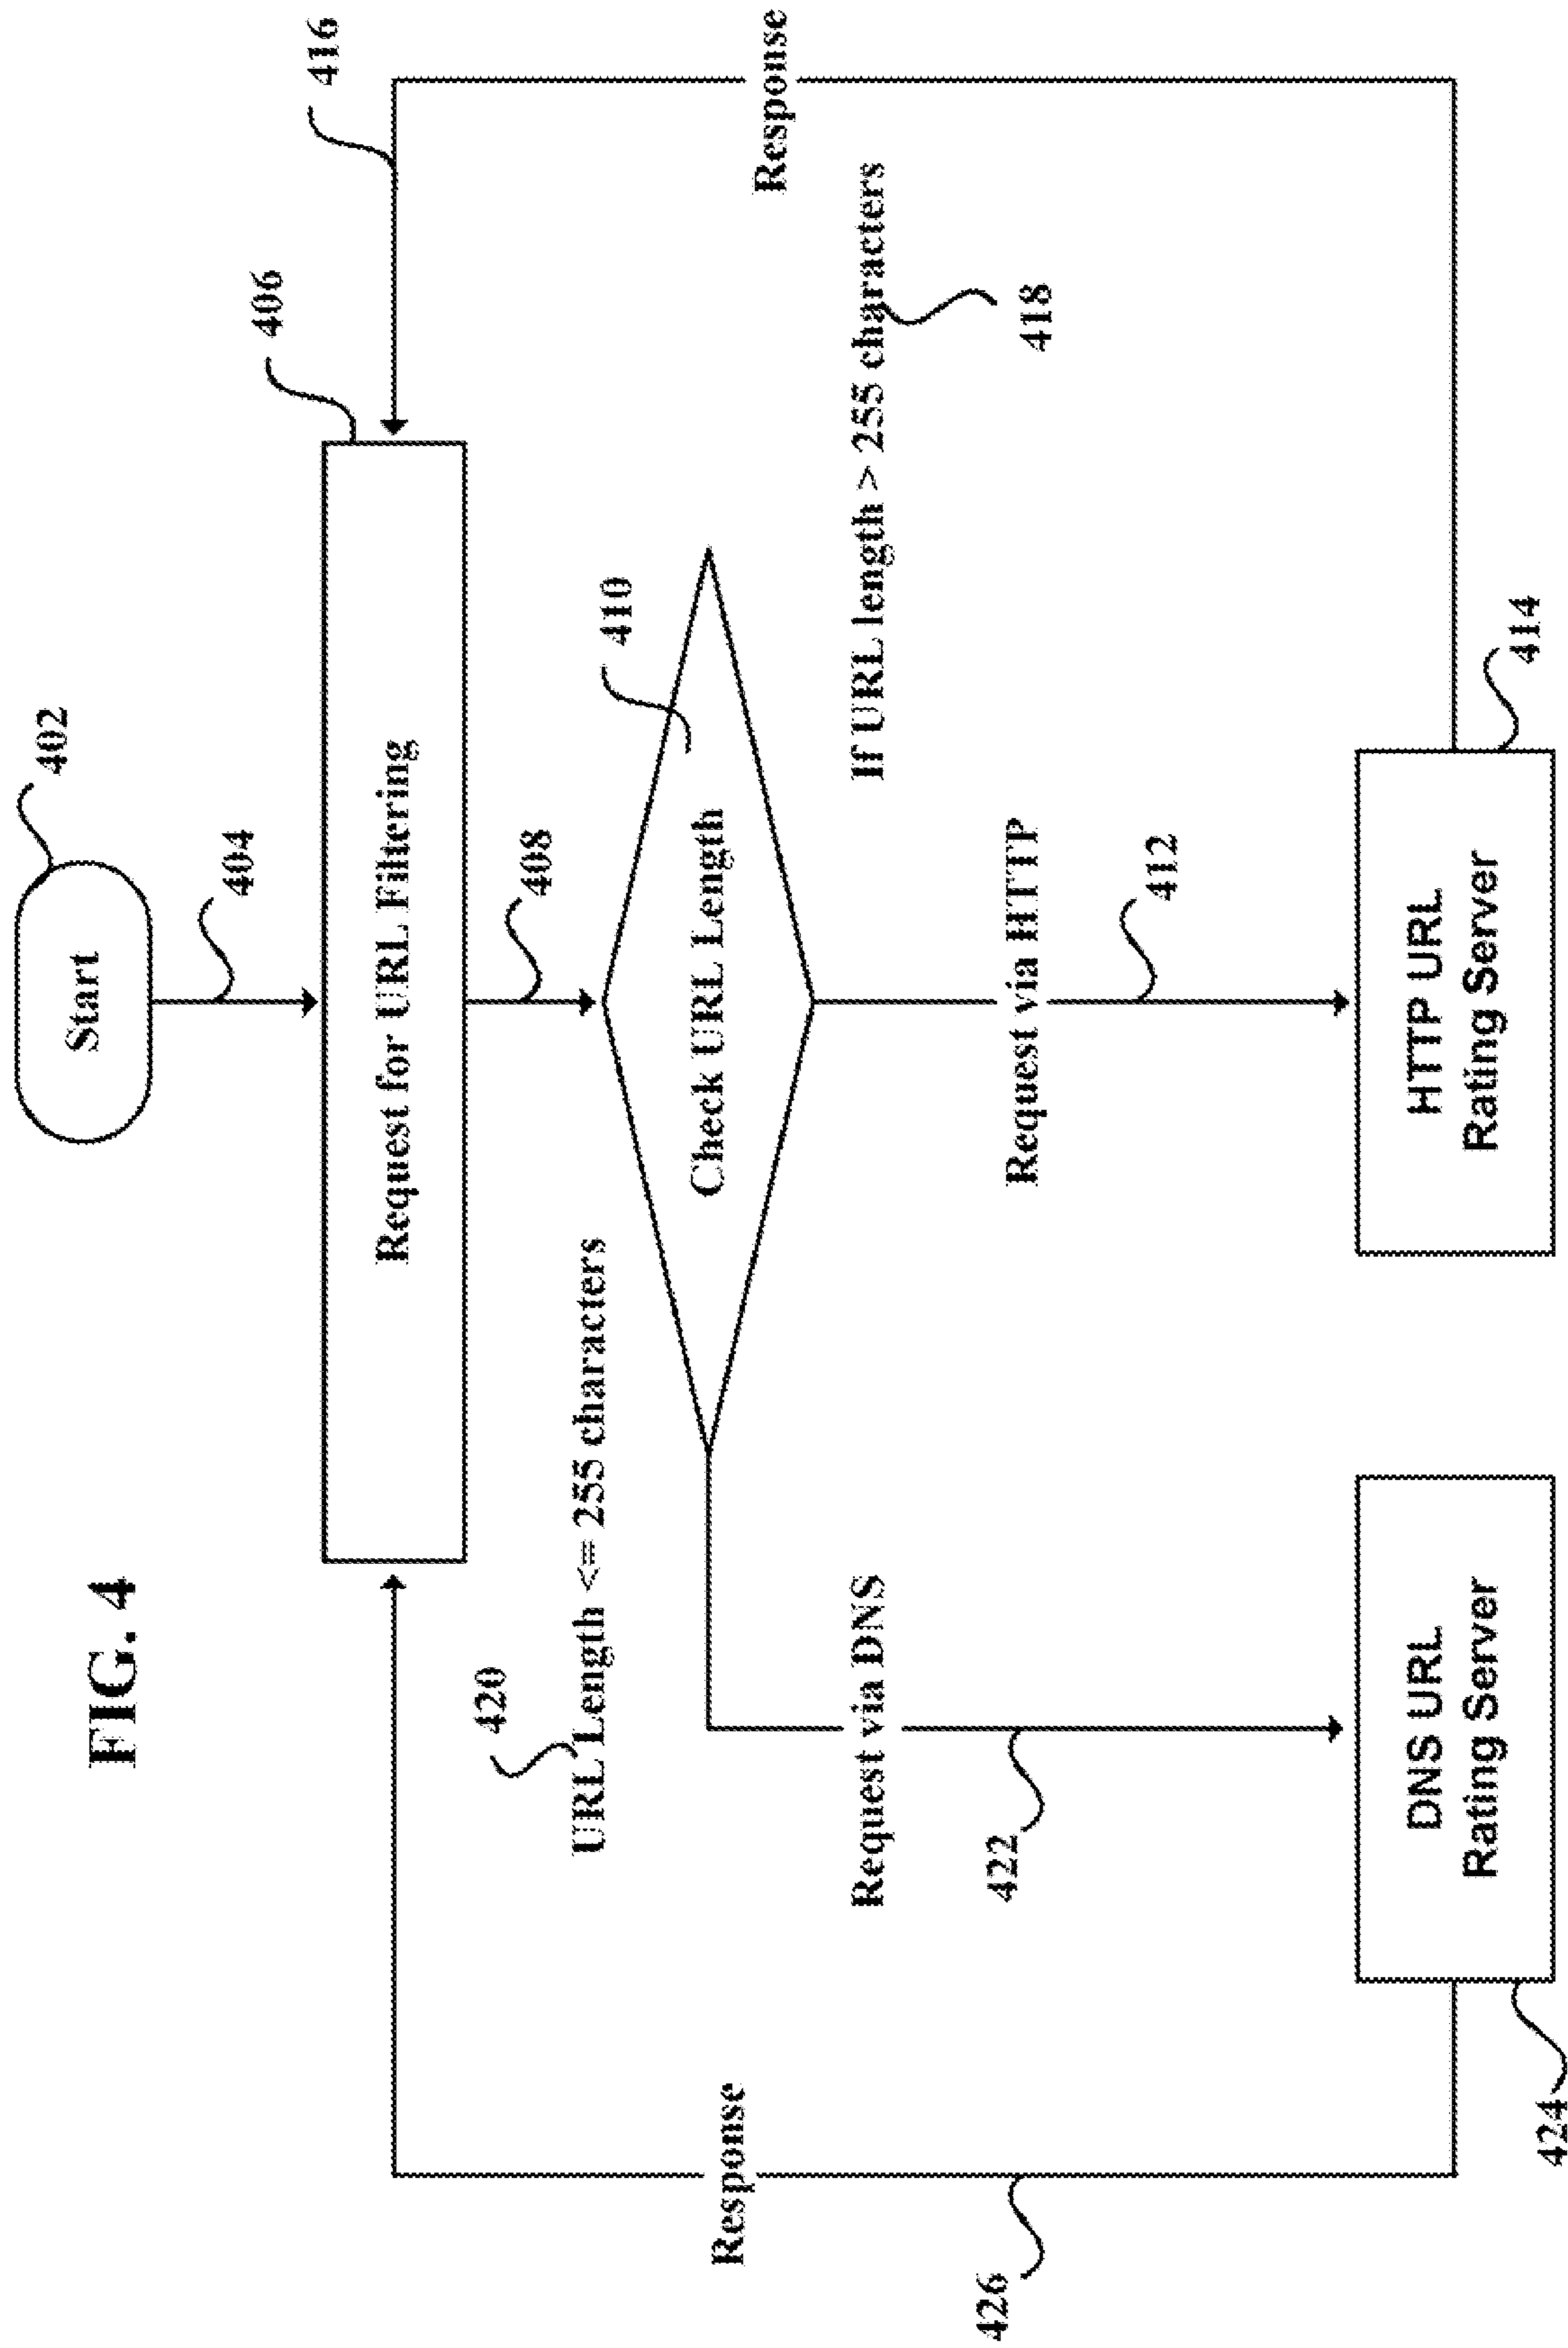 FIG. 4
Start
402
404
416
406
Request for URL Filtering
408
420
URL Length <= 255 characters
410
Check URL Length
Response
Response
Request via DNS
If URL length > 255 characters
418
Request via HTTP
422
412
426
DNS URL
Rating Server
HTTP URL
Rating Server
424
414